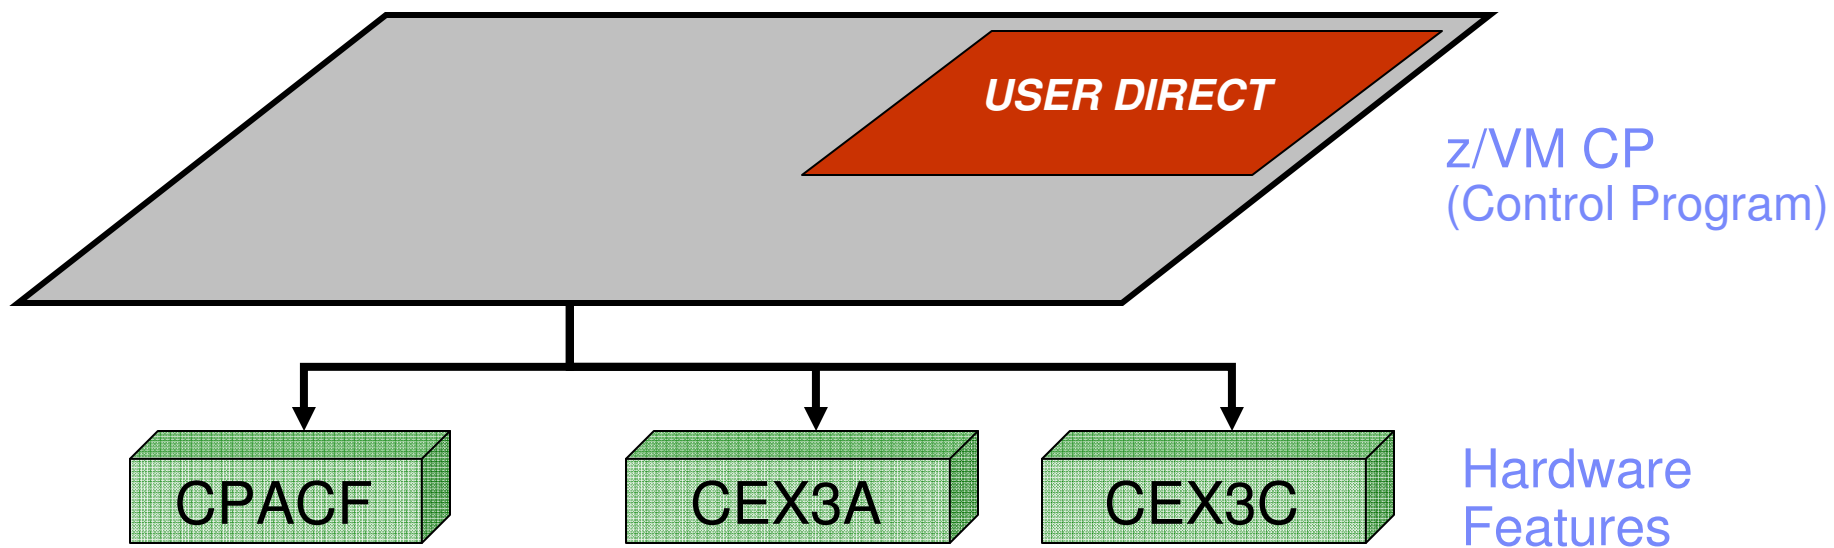 USER DIRECT
z/VM CP
(Control Program)
CPACF
CEX3A
CEX3C
Hardware
Features